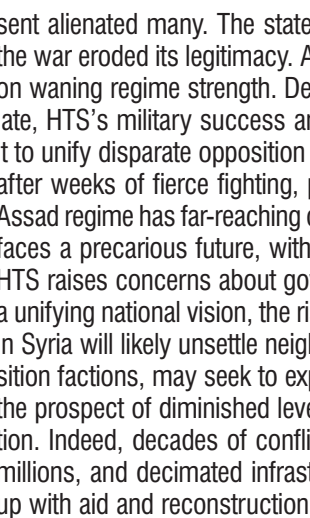 sent alienated many. The state
the war eroded its legitimacy. A
on waning regime strength. De
ate, HTS's military success an
t to unify disparate opposition
after weeks of fierce fighting, p
Assad regime has far-reaching c
faces a precarious future, with
HTS raises concerns about gov
a unifying national vision, the ri
n Syria will likely unsettle neigh
sition factions, may seek to exp
the prospect of diminished leve
tion. Indeed, decades of confli
millions, and decimated infrast
up with aid and reconstruction